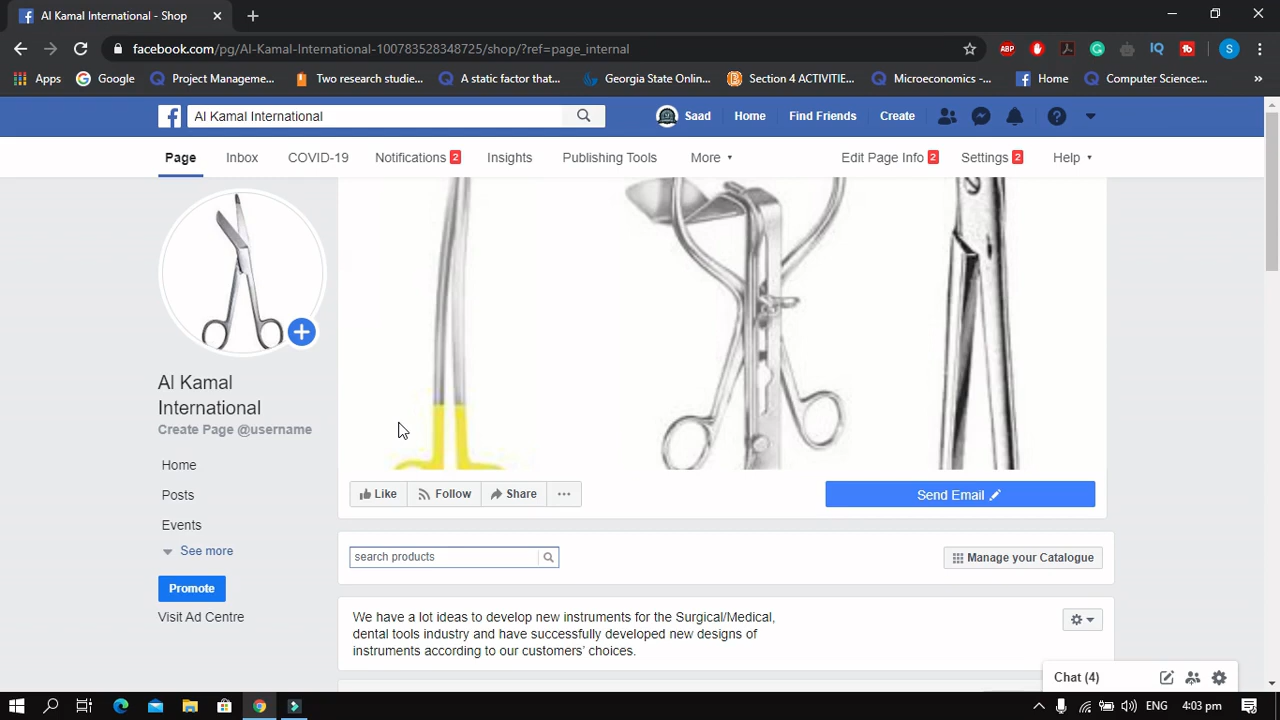 Al Kamal International - Shop
facebook.com/pg/Al-Kamal-International-100783528348725/shop/?ref=page_internal
ABP
IQ
S
Apps
Google
Project Manageme...
Two research studie...
A static factor that...
Georgia State Onlin...
Section 4 ACTIVITIE...
Microeconomics -...
Home
Computer Science:...
Al Kamal International
Saad
Home
Find Friends
Create
Page
Inbox
COVID-19
Notifications 2
Insights
Publishing Tools
More
Edit Page Info 2
Settings 2
Help
Al Kamal
International
Create Page @username
Home
Posts
Events
See more
Promote
Visit Ad Centre
Like
Follow
Share
Send Email
search products
Manage your Catalogue
We have a lot ideas to develop new instruments for the Surgical/Medical,
dental tools industry and have successfully developed new designs of
instruments according to our customers' choices.
Chat (4)
ENG
4:03 pm